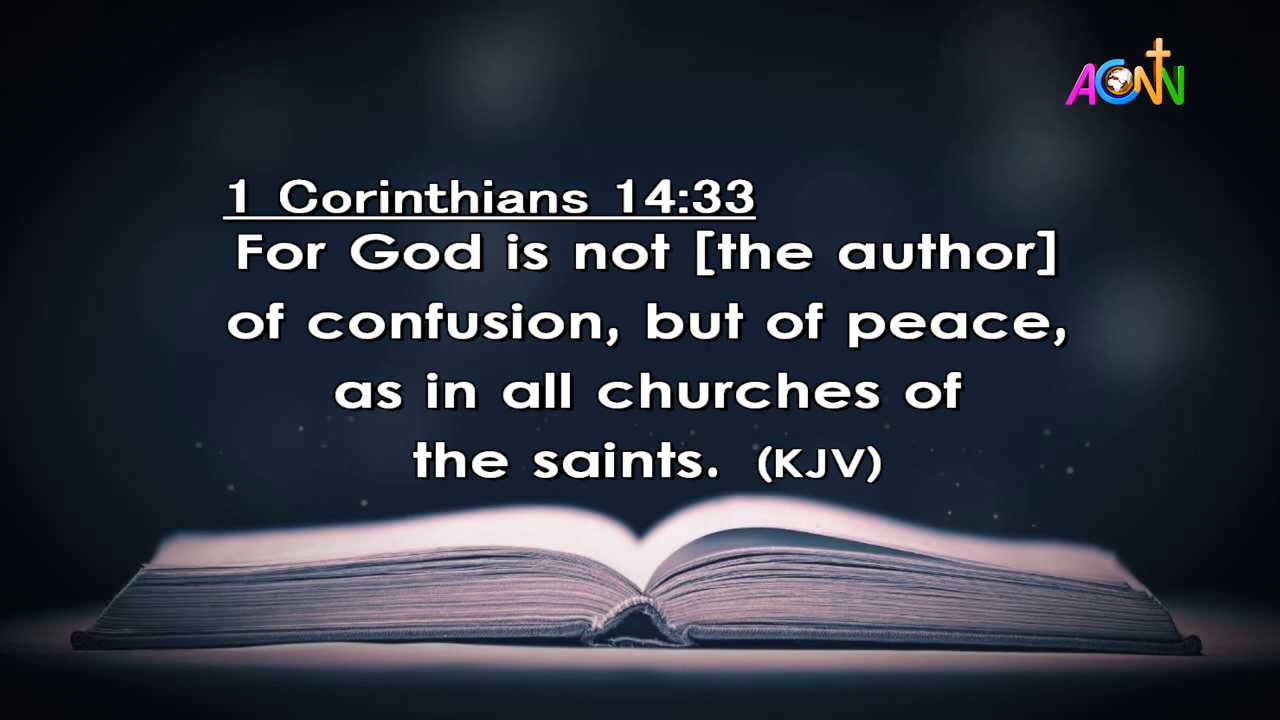 ACNN
1 Corinthians 14:33
For God is not [the author]
of confusion, but of peace,
as in all churches of
the saints. (KJV)